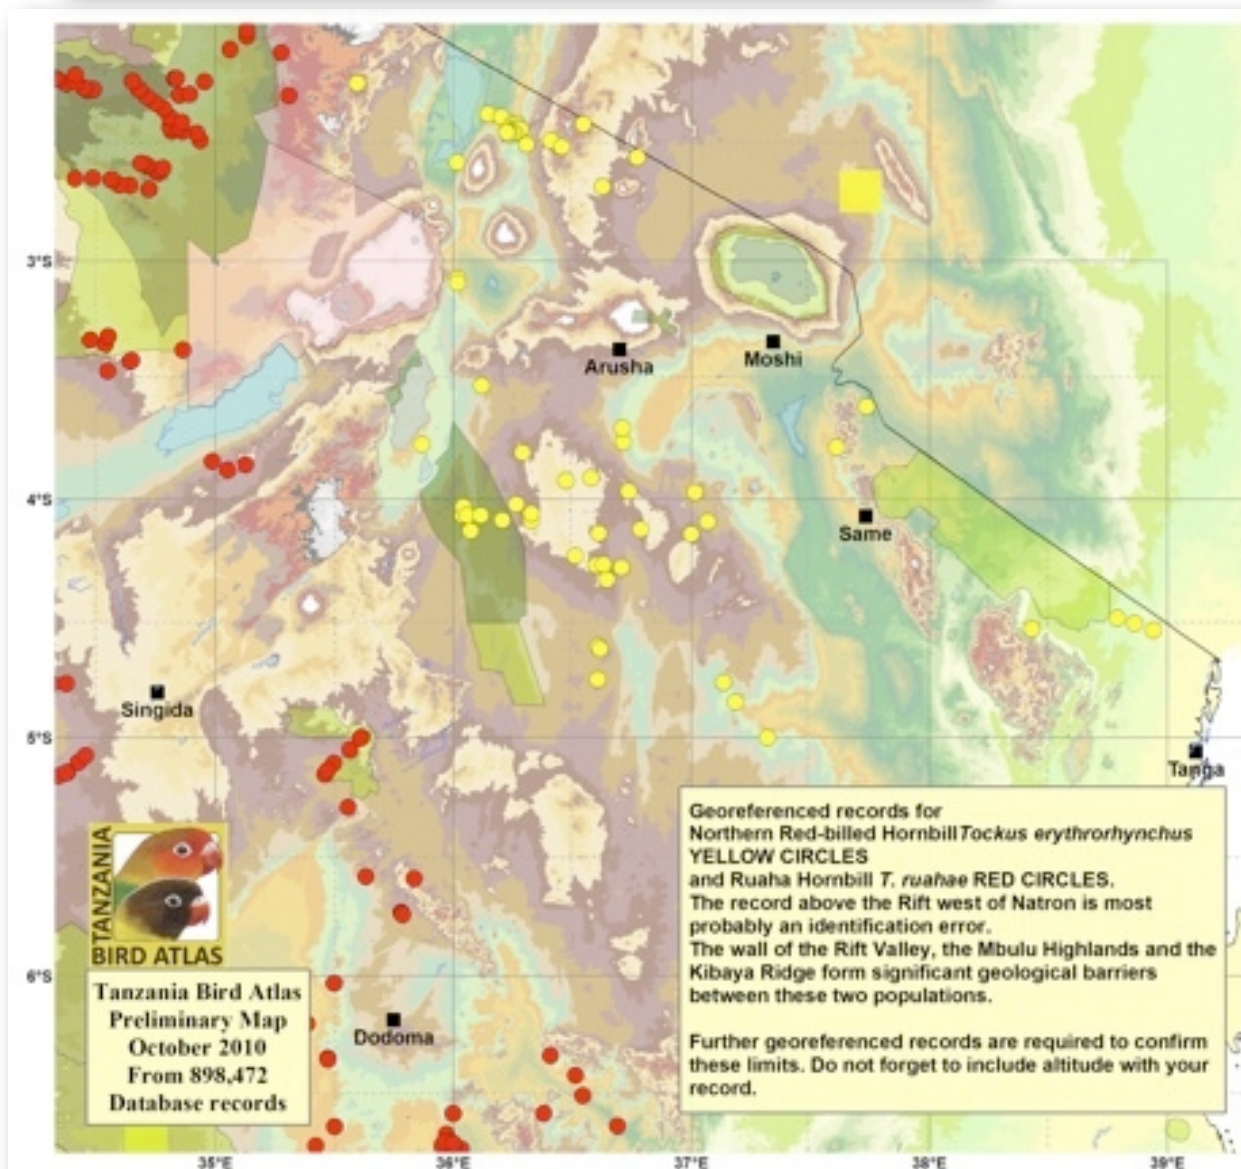 3°S
Arusha
Moshi
4°S
Same
Singida
5°S
Tanga
TANZANIA
BIRD ATLAS
Tanzania Bird Atlas
Preliminary Map
October 2010
From 898,472
Database records
Georeferenced records for
Northern Red-billed Hornbill Tockus erythrorhynchus
YELLOW CIRCLES
and Ruaha Hornbill T. ruahae RED CIRCLES.
The record above the Rift west of Natron is most
probably an identification error.
The wall of the Rift Valley, the Mbulu Highlands and the
Kibaya Ridge form significant geological barriers
between these two populations.
Further georeferenced records are required to confirm
these limits. Do not forget to include altitude with your
record.
6°S
Dodoma
35°E
36°E
37°E
38°E
39°E